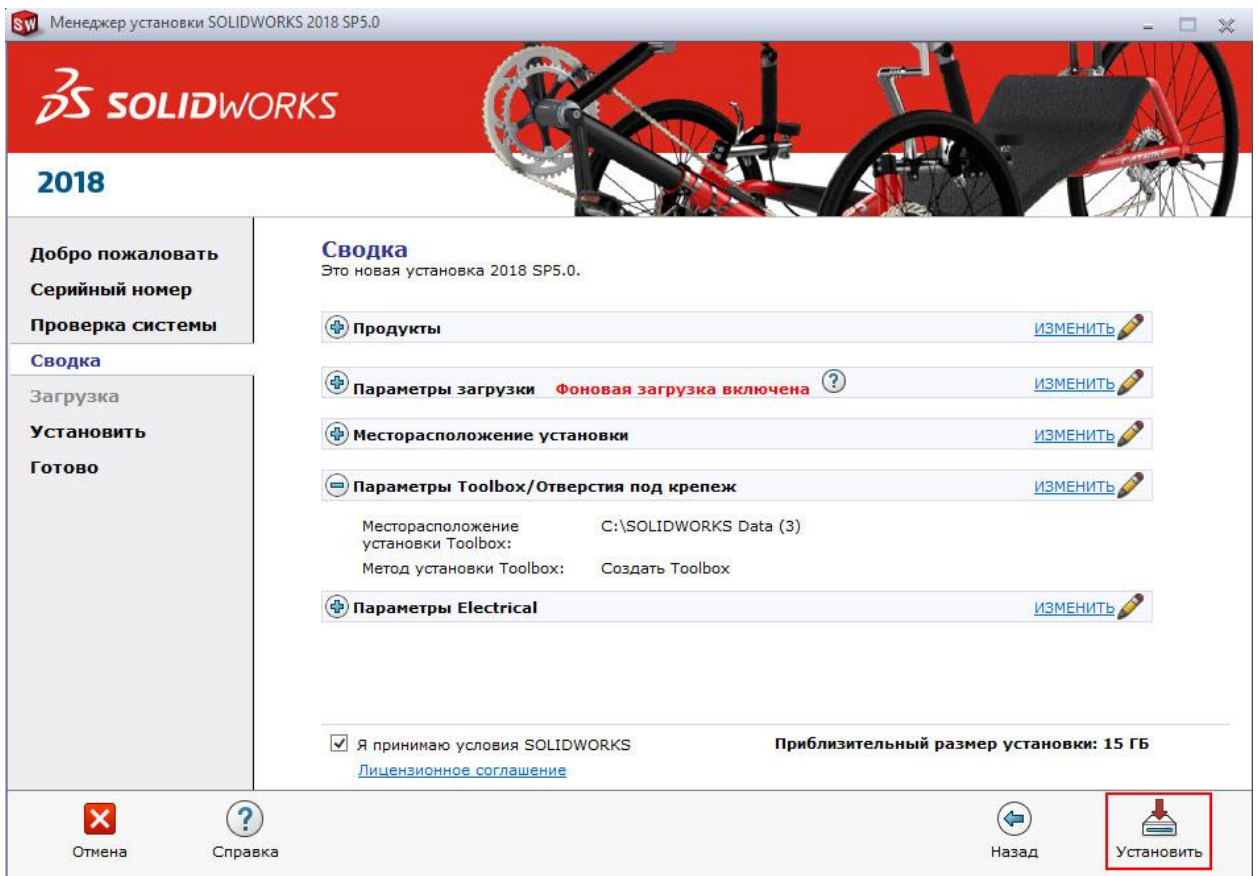 Менеджер установки SOLIDWORKS 2018 SP5.0
SOLIDWORKS
2018
Добро пожаловать
Серийный номер
Проверка системы
Сводка
Загрузка
Установить
Готово
Сводка
Это новая установка 2018 SP5.0.
Продукты ИЗМЕНИТЬ
Параметры загрузки Фоновая загрузка включена ? ИЗМЕНИТЬ
Месторасположение установки ИЗМЕНИТЬ
Параметры Toolbox/Отверстия под крепеж ИЗМЕНИТЬ
Месторасположение C:\SOLIDWORKS Data (3)
установки Toolbox:
Метод установки Toolbox: Создать Toolbox
Параметры Electrical ИЗМЕНИТЬ
Я принимаю условия SOLIDWORKS Приблизительный размер установки: 15 ГБ
Лицензионное соглашение
Отмена Справка Назад Установить